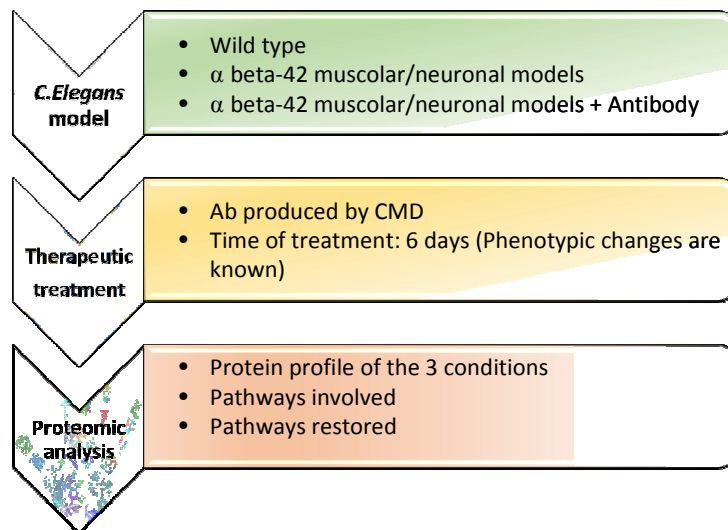 C.Elegans
model
• Wild type
• α beta-42 muscolar/neuronal models
• α beta-42 muscolar/neuronal models + Antibody
Therapeutic
treatment
• Ab produced by CMD
• Time of treatment: 6 days (Phenotypic changes are
known)
Proteomic
analysis
• Protein profile of the 3 conditions
• Pathways involved
• Pathways restored